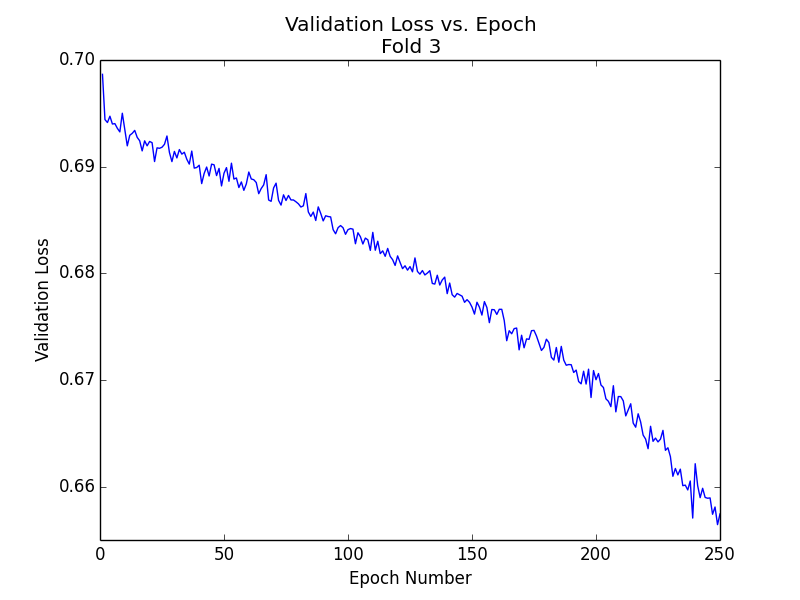 Validation Loss vs. Epoch
Fold 3
0.70
0.69
0.68
0.67
0.66
Validation Loss
0 50 100 150 200 250
Epoch Number